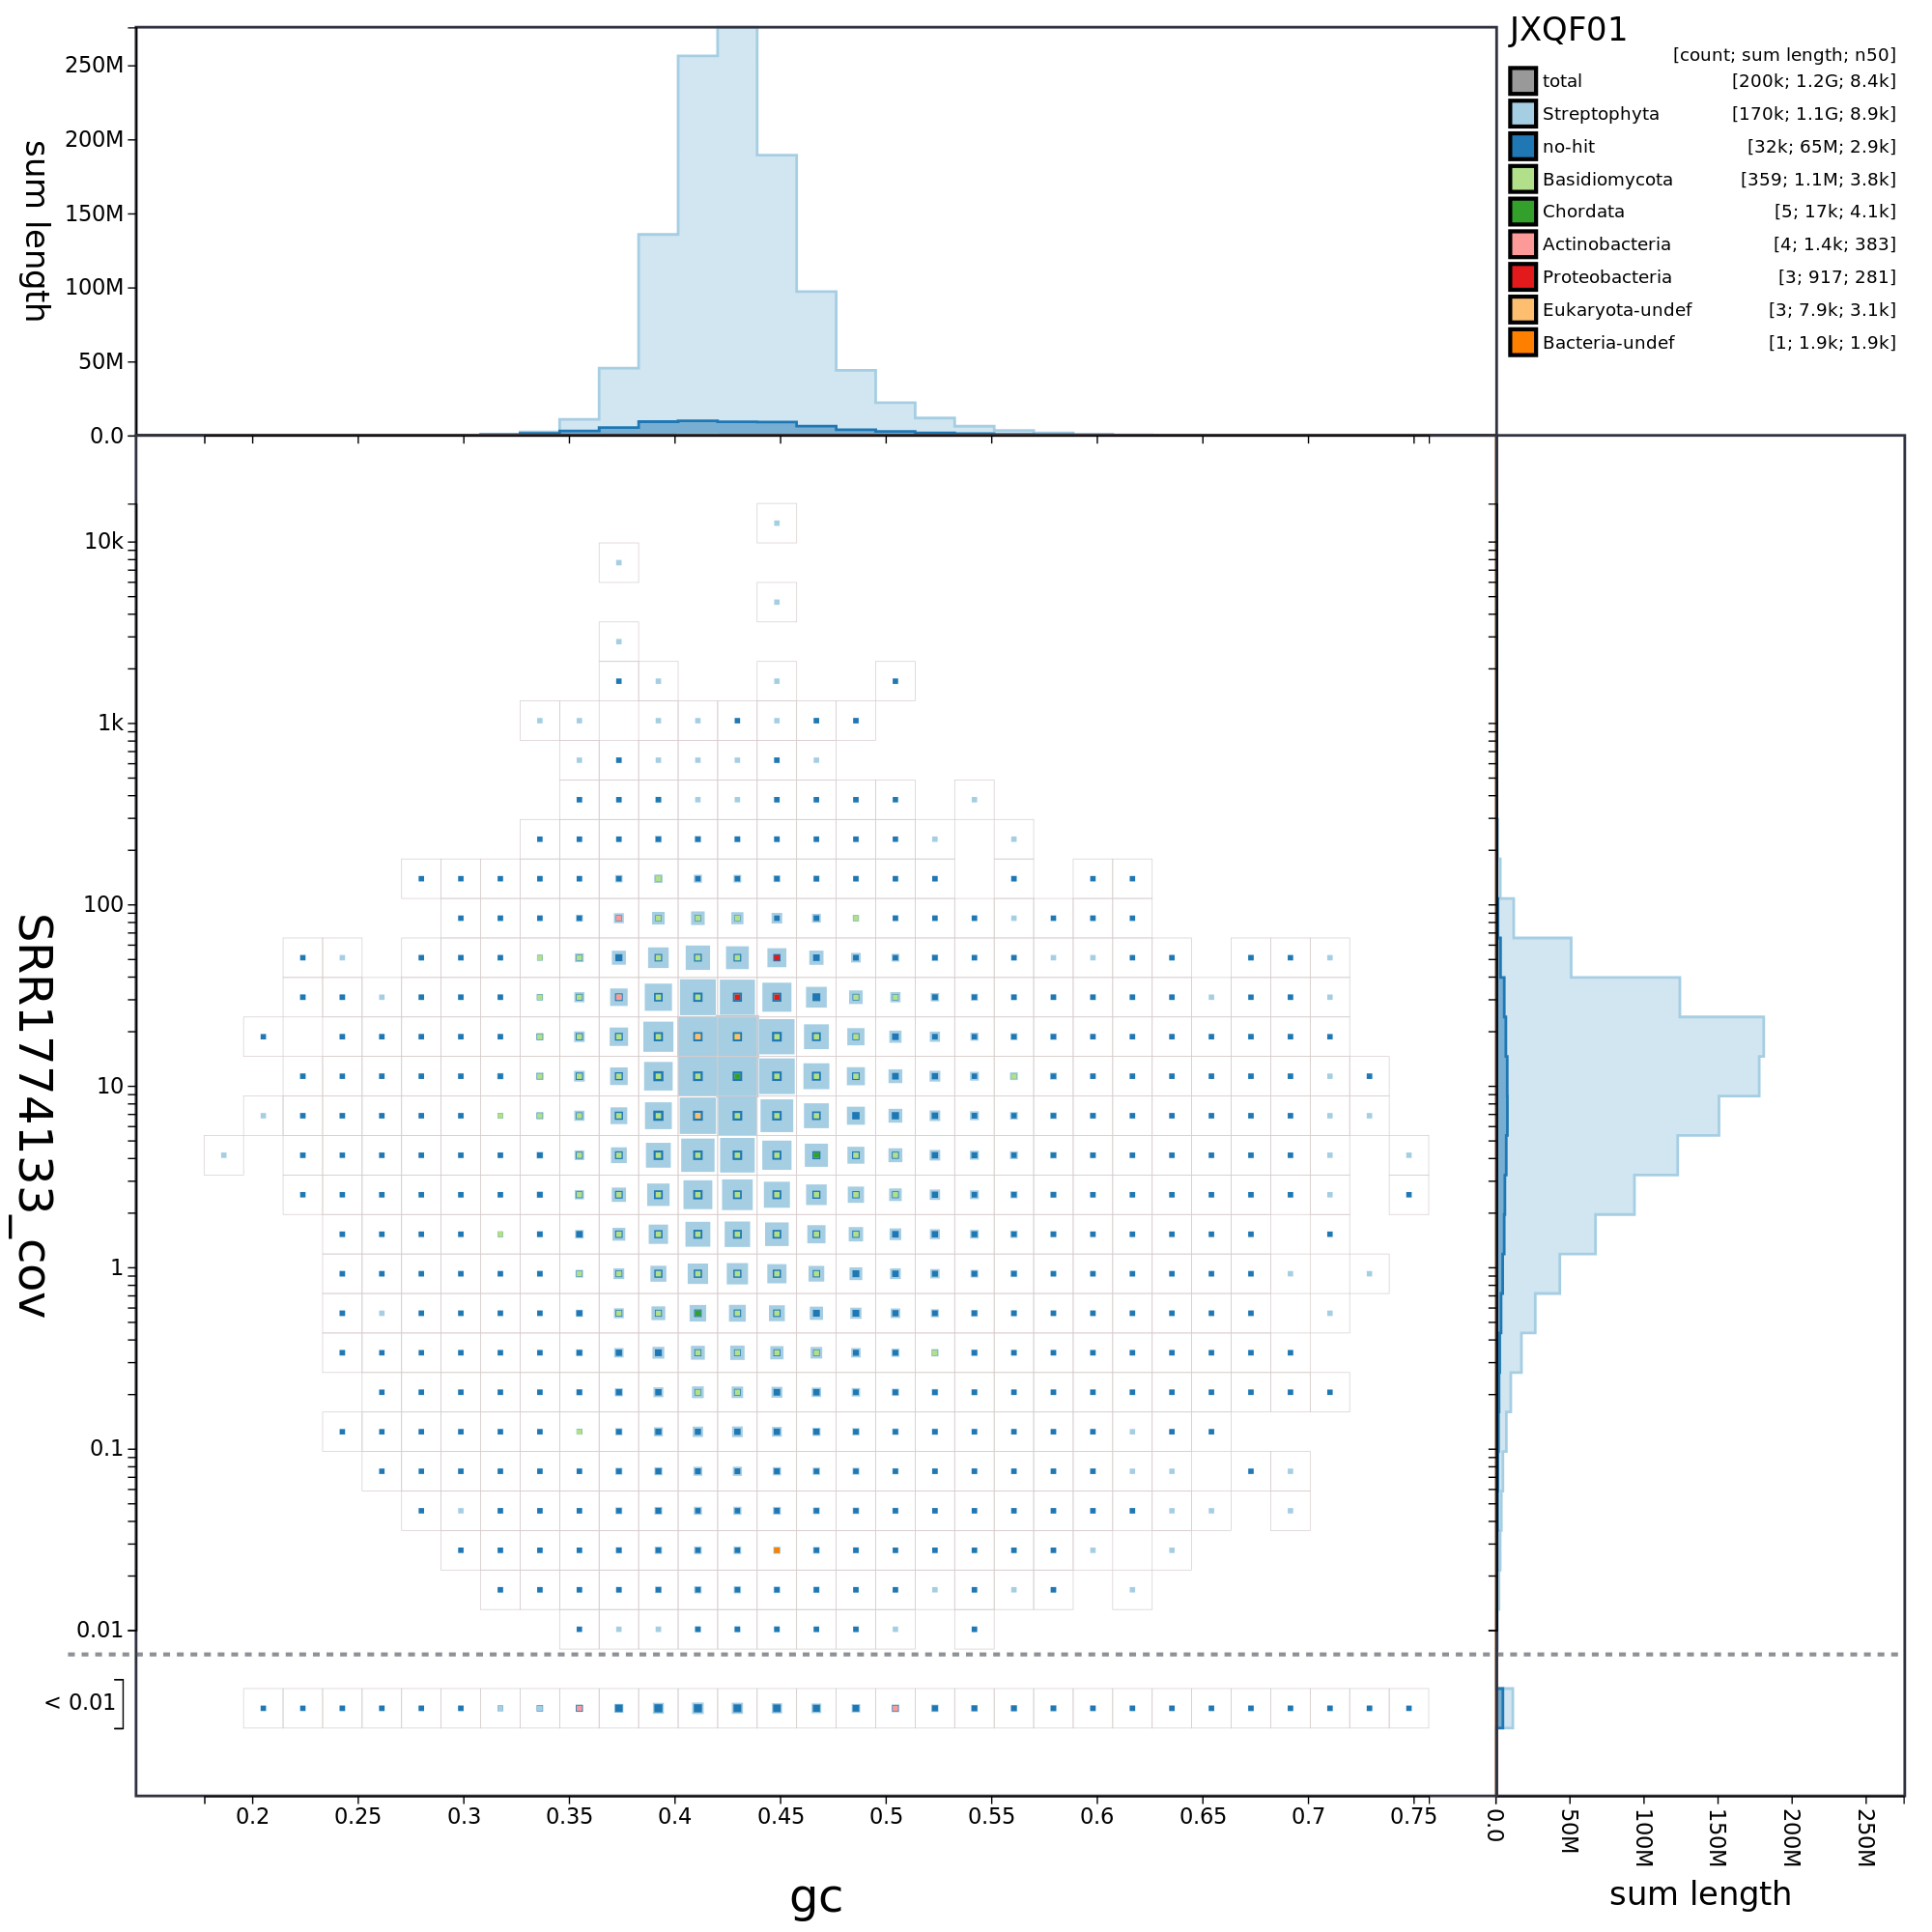 JXQF01
[count; sum length; n50]
total [200k; 1.2G; 8.4k]
Streptophyta [170k; 1.1G; 8.9k]
no-hit [32k; 65M; 2.9k]
Basidiomycota [359; 1.1M; 3.8k]
Chordata [5; 17k; 4.1k]
Actinobacteria [4; 1.4k; 383]
Proteobacteria [3; 917; 281]
Eukaryota-undef [3; 7.9k; 3.1k]
Bacteria-undef [1; 1.9k; 1.9k]
sum length
250M
200M
150M
100M
50M
0.0
SRR1774133_cov
10k
1k
100
10
1
0.1
0.01
< 0.01
0.2 0.25 0.3 0.35 0.4 0.45 0.5 0.55 0.6 0.65 0.7 0.75
gc
0.0 50M 100M 150M 200M 250M
sum length